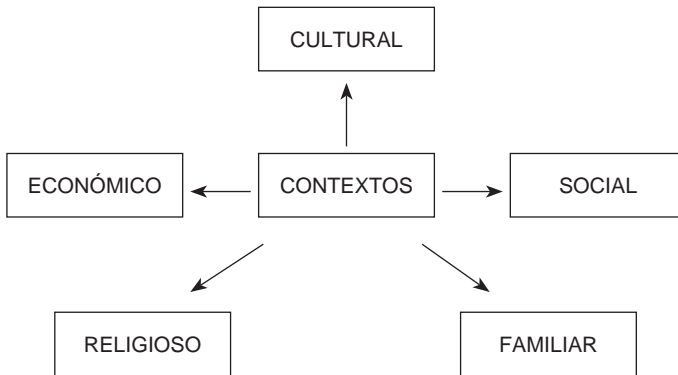 CULTURAL
ECONÓMICO
CONTEXTOS
SOCIAL
RELIGIOSO
FAMILIAR